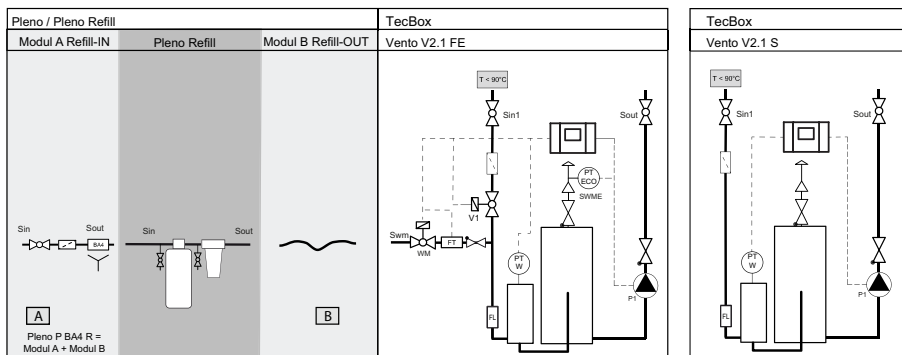 Pleno / Pleno Refill
Modul A Refill-IN
Pleno Refill
Modul B Refill-OUT
Sin
Sout
BA4
Sin
Sout
A
B
Pleno P BA4 R =
Modul A + Modul B
TecBox
Vento V2.1 FE
T < 90°C
Sin1
Sout
PT
ECO
SWME
V1
Swm
WM
FT
PT
W
FL
P1
TecBox
Vento V2.1 S
T < 90°C
Sin1
Sout
PT
W
FL
P1